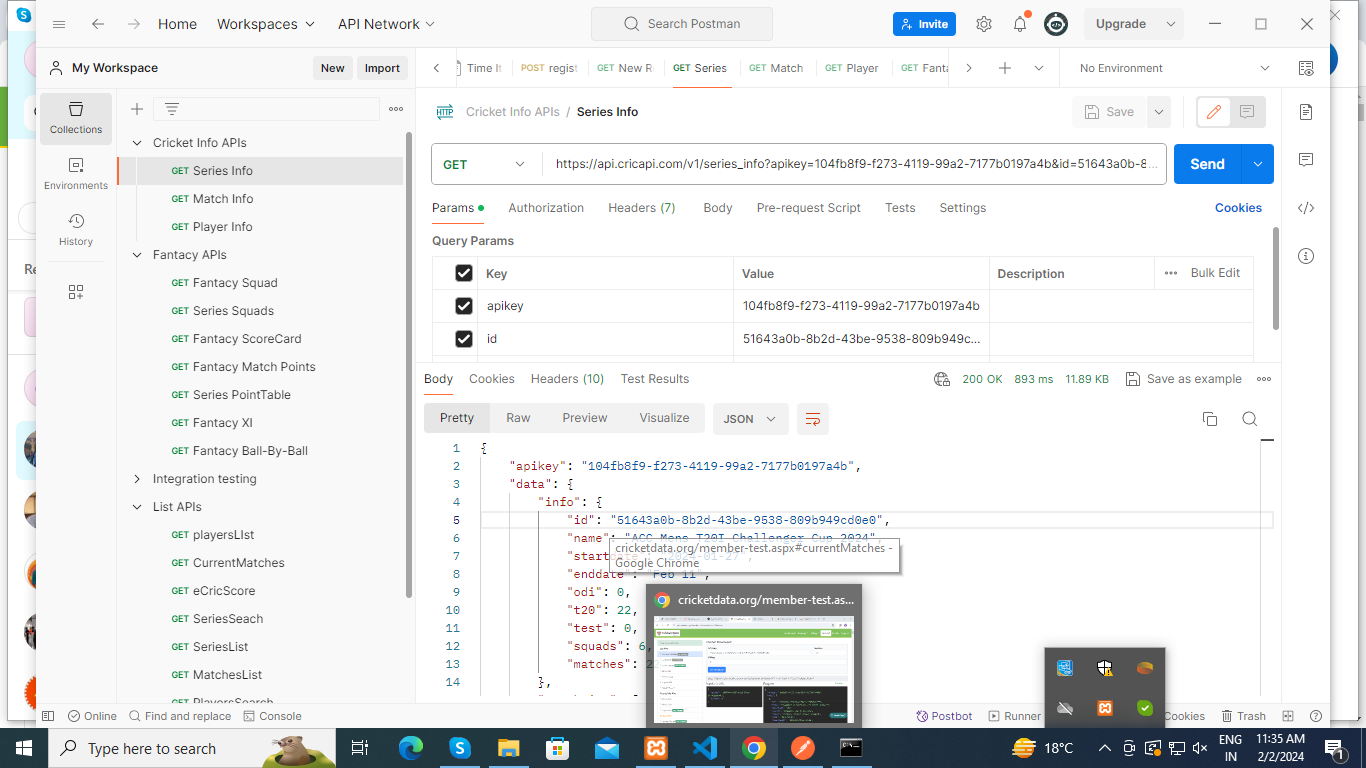 Home
Workspaces
API Network
Search Postman
Invite
Upgrade
My Workspace
New
Import
Time I
POST regist
GET New R
GET Series
GET Match
GET Player
GET Fanta
No Environment
Collections
Environments
History
Cricket Info APIs
GET Series Info
GET Match Info
GET Player Info
Fantacy APIs
GET Fantacy Squad
GET Series Squads
GET Fantacy ScoreCard
GET Fantacy Match Points
GET Series PointTable
GET Fantacy XI
GET Fantacy Ball-By-Ball
Integration testing
List APIs
GET playersLIst
GET CurrentMatches
GET eCricScore
GET SeriesSeach
GET SeriesList
GET MatchesList
GET PlayersSearch
HTTP Cricket Info APIs / Series Info
Save
GET https://api.cricapi.com/v1/series_info?apikey=104fb8f9-f273-4119-99a2-7177b0197a4b&id=51643a0b-8...
Send
Params Authorization Headers (7) Body Pre-request Script Tests Settings Cookies
Query Params
Key Value Description Bulk Edit
apikey 104fb8f9-f273-4119-99a2-7177b0197a4b
id 51643a0b-8b2d-43be-9538-809b949c...
Body Cookies Headers (10) Test Results 200 OK 893 ms 11.89 KB Save as example
Pretty Raw Preview Visualize JSON
1 {
2 "apikey": "104fb8f9-f273-4119-99a2-7177b0197a4b",
3 "data": {
4 "info": {
5 "id": "51643a0b-8b2d-43be-9538-809b949cd0e0",
6 "name": "ACC Mens T20I Challenger Cup 2024",
7 "startdate": "2024-01-27",
8 "enddate": "Feb 11",
9 "odi": 0,
10 "t20": 22,
11 "test": 0,
12 "squads": 6,
13 "matches": 2
14 },
cricketdata.org/member-test.aspx#currentMatches -
Google Chrome
cricketdata.org/member-test.as...
Online
Find and replace
Console
Postbot
Runner
Cookies
Trash
Type here to search
18°C
ENG
IN
11:35 AM
2/2/2024
1